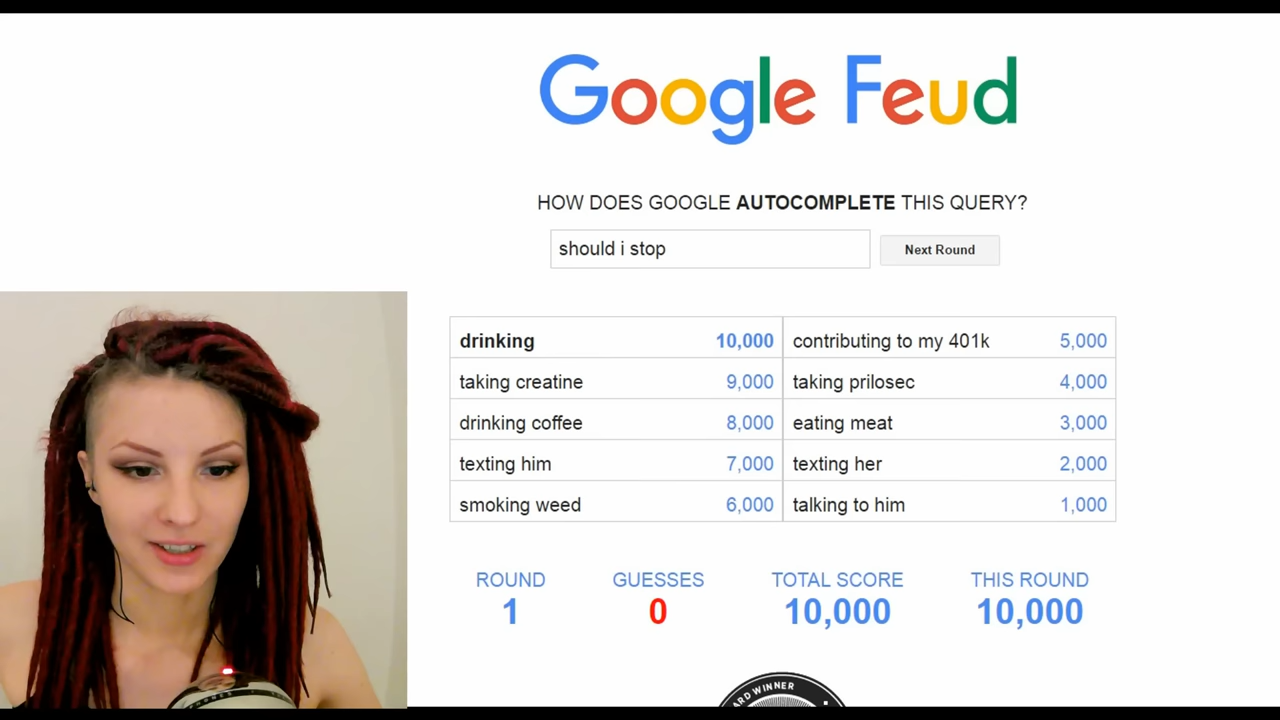 Google Feud
HOW DOES GOOGLE AUTOCOMPLETE THIS QUERY?
should i stop
Next Round
drinking 10,000
taking creatine 9,000
drinking coffee 8,000
texting him 7,000
smoking weed 6,000
contributing to my 401k 5,000
taking prilosec 4,000
eating meat 3,000
texting her 2,000
talking to him 1,000
ROUND GUESSES TOTAL SCORE THIS ROUND
1 0 10,000 10,000
WINNER